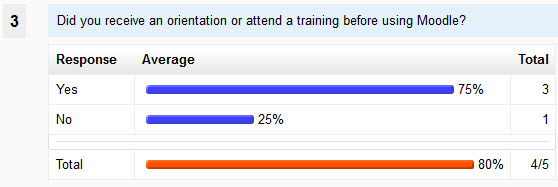 3
Did you receive an orientation or attend a training before using Moodle?
Response Average Total
Yes 75% 3
No 25% 1
Total 80% 4/5